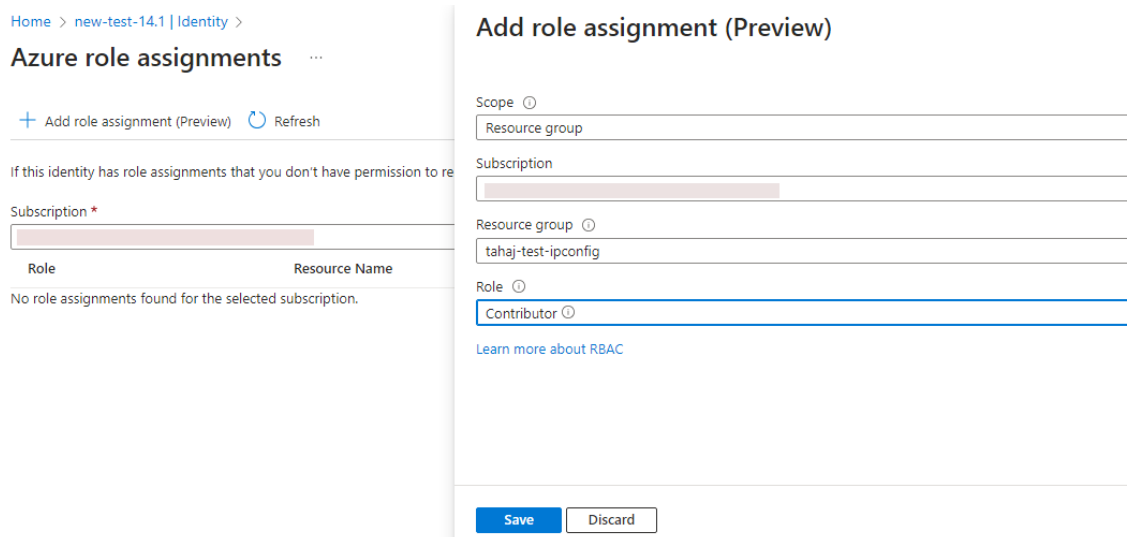 Home > new-test-14.1 | Identity >
Azure role assignments ...
Add role assignment (Preview) Refresh
If this identity has role assignments that you don't have permission to re
Subscription *
Role Resource Name
No role assignments found for the selected subscription.
Add role assignment (Preview)
Scope
Resource group
Subscription
Resource group
tahaj-test-ipconfig
Role
Contributor
Learn more about RBAC
Save Discard